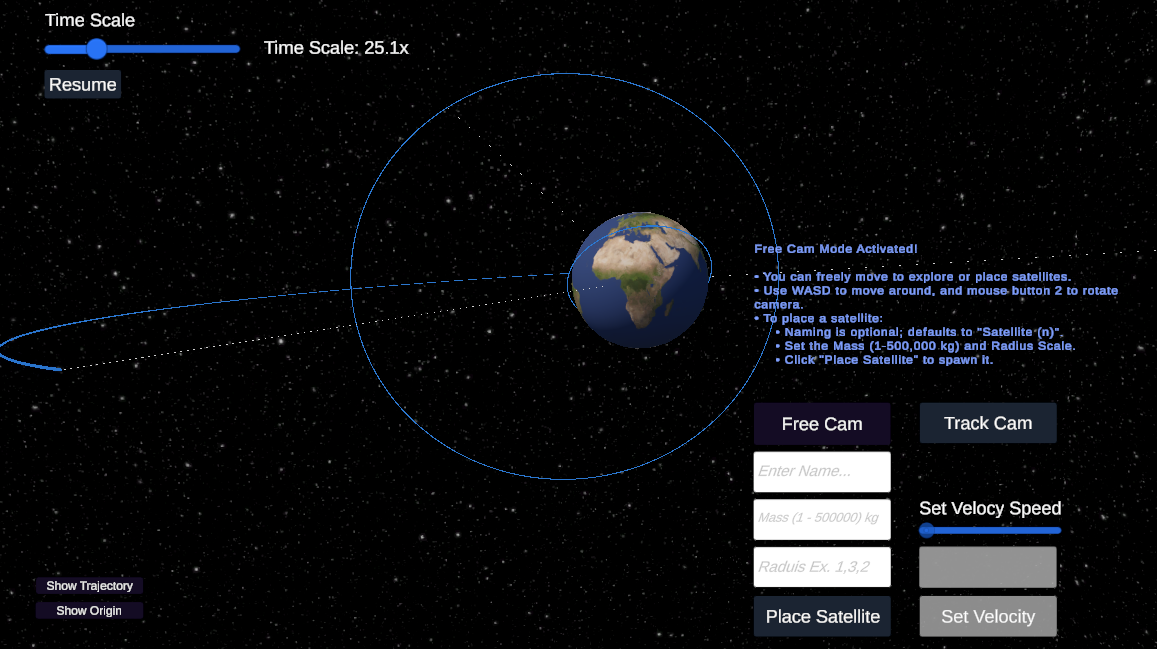 Time Scale
Time Scale: 25.1x
Resume
Free Cam Mode Activated!
• You can freely move to explore or place satellites.
• Use WASD to move around, and mouse button 2 to rotate
camera.
• To place a satellite:
• Naming is optional; defaults to "Satellite (n)".
• Set the Mass (1-500,000 kg) and Radius Scale.
• Click "Place Satellite" to spawn it.
Free Cam
Track Cam
Enter Name...
Mass (1 - 500000) kg
Set Velocy Speed
Raduis Ex. 1,3,2
Show Trajectory
Show Origin
Place Satellite
Set Velocity